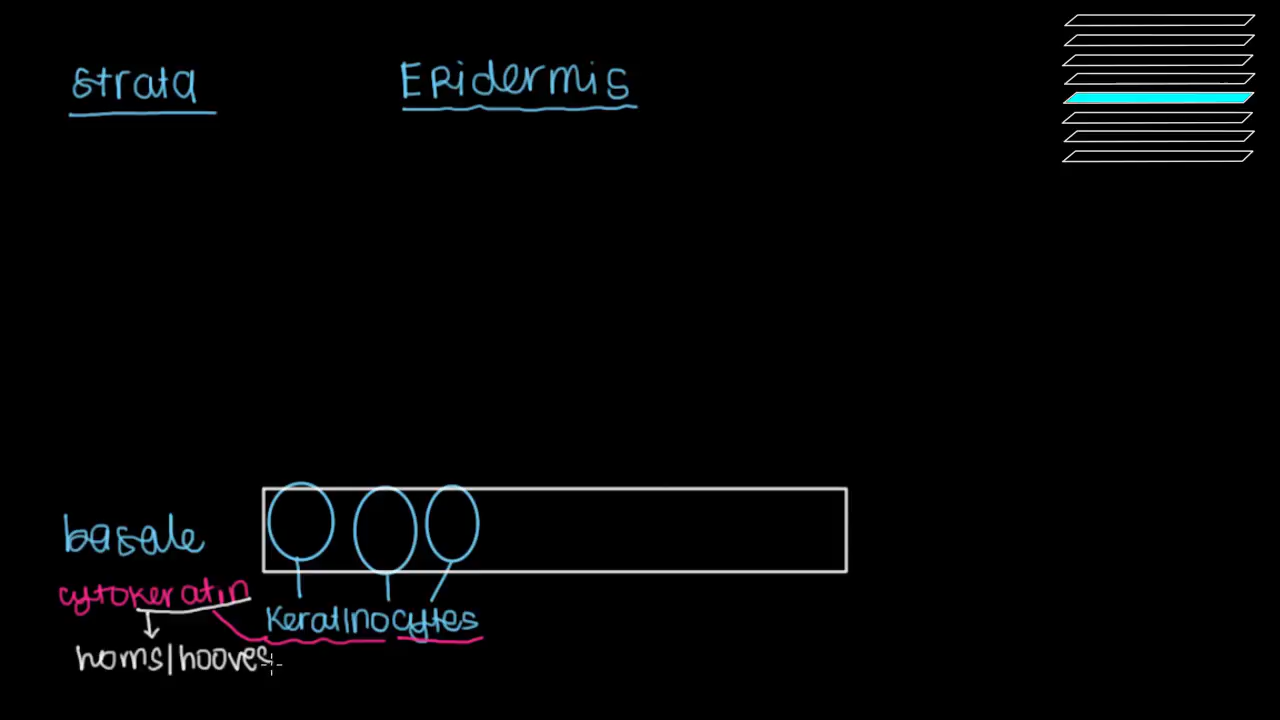 Strata
Epidermis
basale
cytokeratin
Keratinocytes
horns/hooves